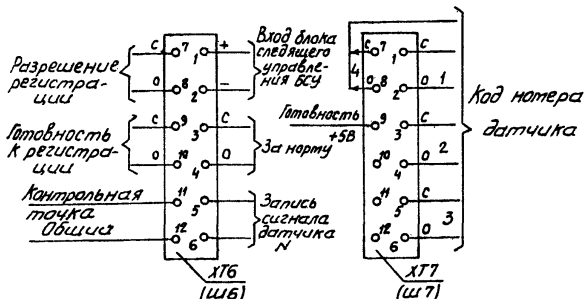 Разрешение
регистра-
ции
Готовность
к регистра-
ции
Контрольная
точка
Общий
С 7 1 +
О 8 2 −
С 9 3 С
О 10 4 О
11 5
12 6
Вход блока
следящего
управле-
ния БСУ
За норму
Запись
сигнала
датчика
N
ХТ6
(Ш6)
4
С 7 1 С
О 8 2 О 1
Готовность
+5В
9 3 С
10 4 О 2
11 5 С
12 6 О 3
Код номера
датчика
ХТ7
(Ш7)